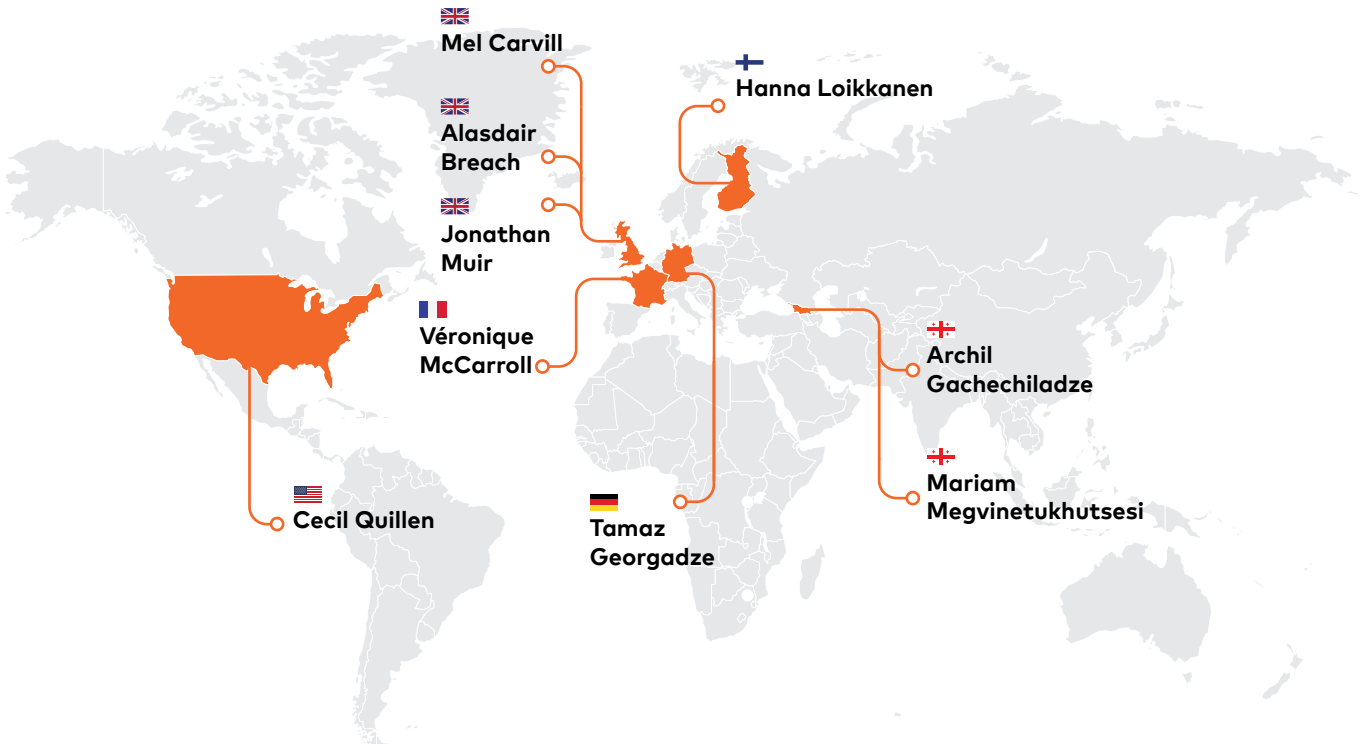 Mel Carvill
Alasdair
Breach
Jonathan
Muir
Véronique
McCarroll
Cecil Quillen
Hanna Loikkanen
Tamaz
Georgadze
Archil
Gachechiladze
Mariam
Megvinetukhutsesi